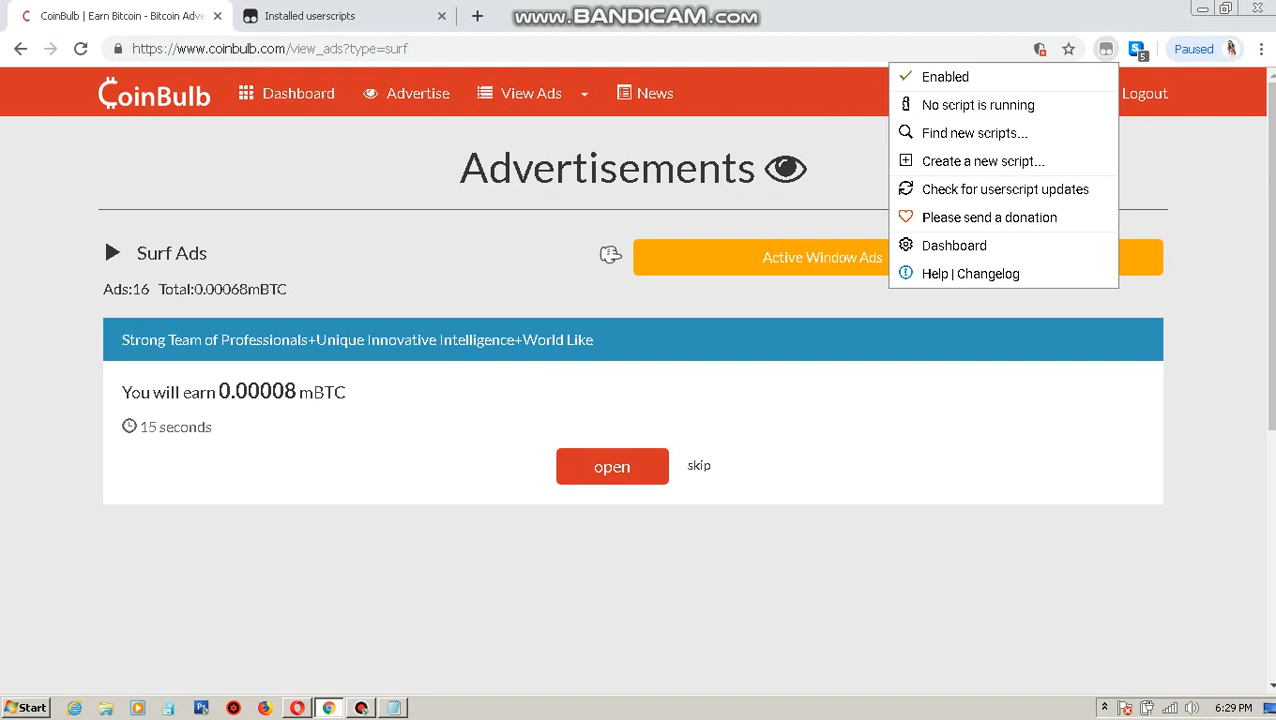 CoinBulb | Earn Bitcoin - Bitcoin Adve
Installed userscripts
www.BANDICAM.com
https://www.coinbulb.com/view_ads?type=surf
5
Paused
CoinBulb
Dashboard
Advertise
View Ads
News
Logout
Enabled
No script is running
Find new scripts...
Create a new script...
Check for userscript updates
Please send a donation
Dashboard
Help | Changelog
Advertisements
Surf Ads
Active Window Ads
Ads:16 Total:0.00068mBTC
Strong Team of Professionals+Unique Innovative Intelligence+World Like
You will earn 0.00008 mBTC
15 seconds
open
skip
Start
6:29 PM